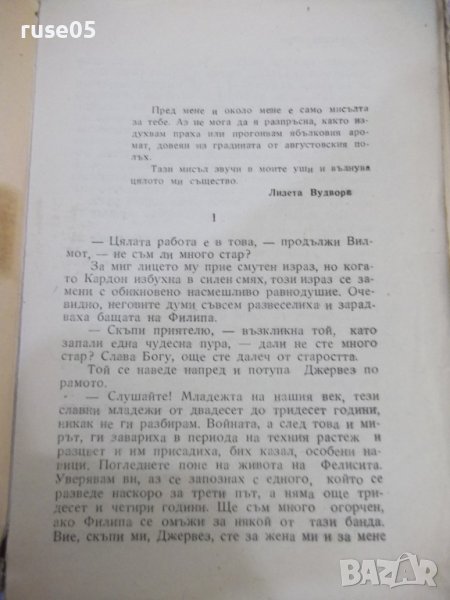 ruse05
Пред мене и около мене е само мисълта
за тебе. Аз не мога да я разпръсна, както из-
духвам праха или прогонвам ябълковия аро-
мат, довеян из градината от августовския по-
лъх.
Тази мисъл звучи в моите уши и вълнува
цялото ми същество.
Лизета Вудворя
1
— Цялата работа е в това, — продължи Вил-
мот, — не съм ли много стар?
За миг лицето му прие смутен израз, но кога-
то Кардон избухна в силен смях, този израз се за-
мени с обикновено насмешливо равнодушие. Оче-
видно, неговите думи съвсем развеселиха и зарад-
ваха бащата на Филипа.
— Скъпи приятелю, — възкликна той, като
запали една чудесна пура, — дали не сте много
стар? Слава Богу, още сте далеч от старостта.
Той се наведе напред и потупа Джервез по
рамото.
— Слушайте! Младежта на нашия век, тези
славни младежи от двадесет до тридесет години,
никак не ги разбирам. Войната, а след това и ми-
рът, ги завариха в периода на техния растеж и
разцвет и им присадиха, бих казал, особени на-
вици. Погледнете поне на живота на Фелисита.
Уверявам ви, аз се запознах с едного, който се
разведе наскоро за трети път, а няма още три-
десет и четири години. Ще съм много огорчен,
ако Филипа се омъжи за някой от тази банда.
Вие, скъпи ми, Джервез, сте за жена ми и за мене
BAZAR